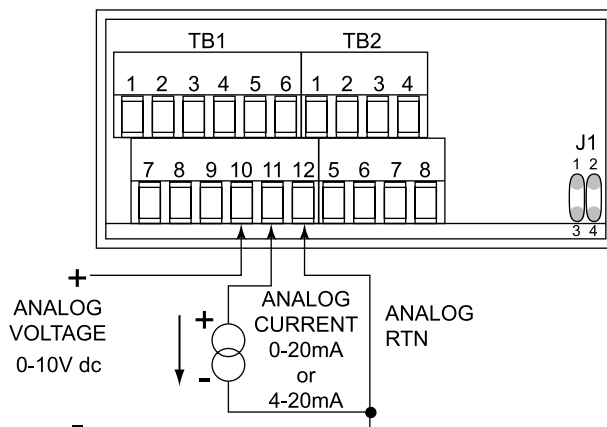 TB1 TB2
1 2 3 4 5 6 1 2 3 4
J1
1 2
7 8 9 10 11 12 5 6 7 8
3 4
+
ANALOG
VOLTAGE
0-10V dc
-
+
-
ANALOG
CURRENT
0-20mA
or
4-20mA
ANALOG
RTN